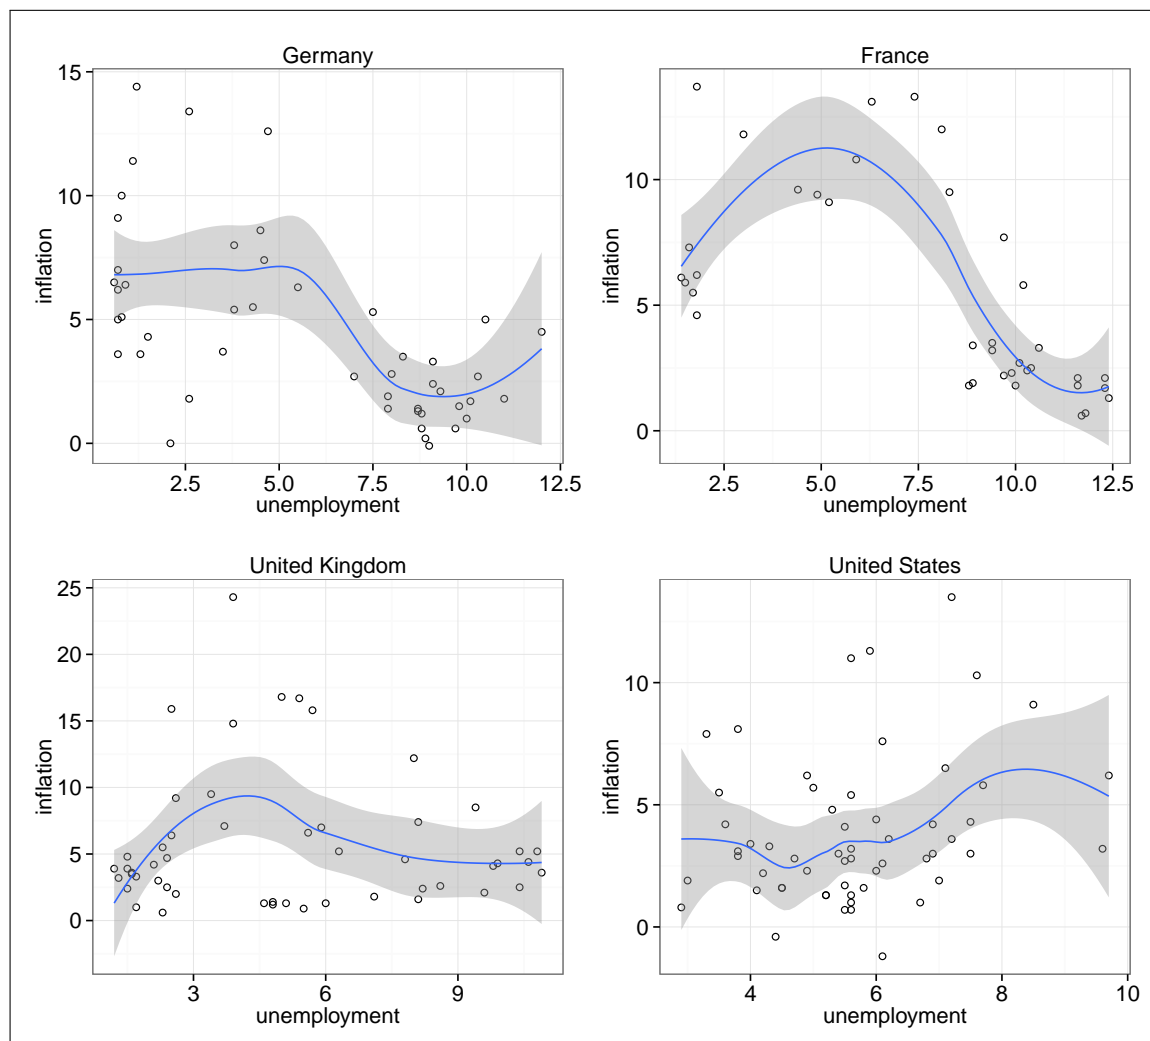 Germany
15
10
5
0
inflation
2.5 5.0 7.5 10.0 12.5
unemployment
France
10
5
0
inflation
2.5 5.0 7.5 10.0 12.5
unemployment
United Kingdom
25
20
15
10
5
0
inflation
3 6 9
unemployment
United States
10
5
0
inflation
4 6 8 10
unemployment